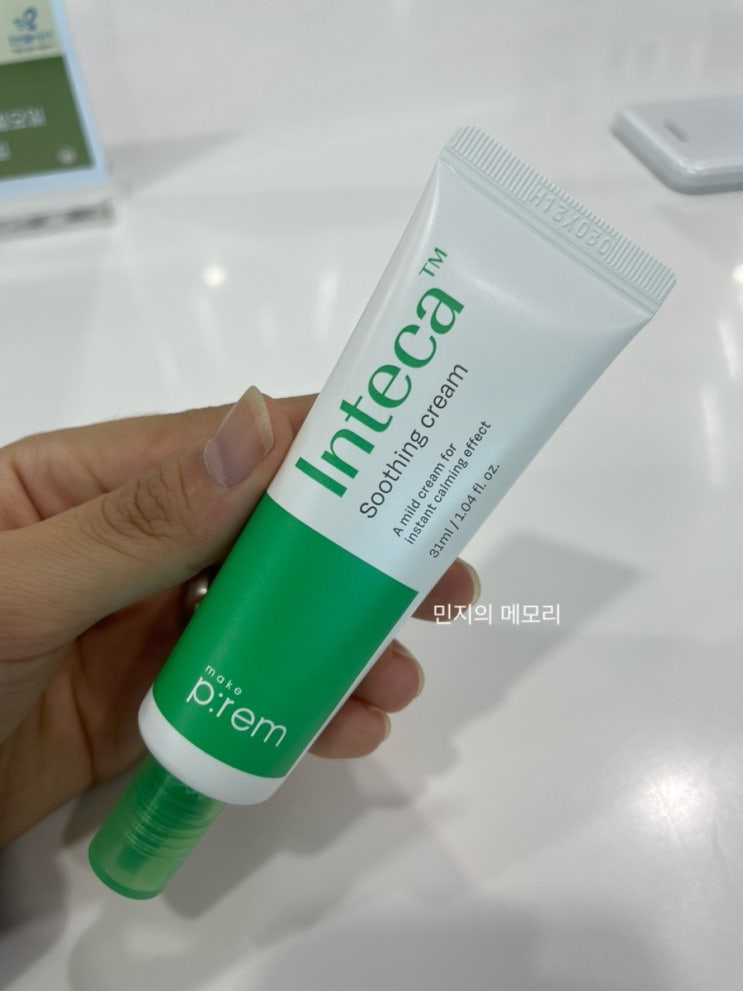 Inteca™
Soothing cream
A mild cream for
instant calming effect
31ml / 1.04 fl. oz.
make
p:rem
민지의 메모리